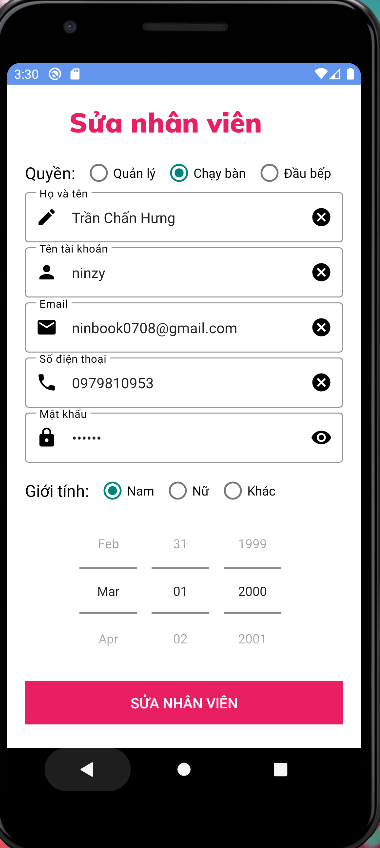 3:30
Sửa nhân viên
Quyền: Quản lý Chạy bàn Đầu bếp
Họ và tên
Trần Chấn Hưng
Tên tài khoản
ninzy
Email
ninbook0708@gmail.com
Số điện thoại
0979810953
Mật khẩu
••••••
Giới tính: Nam Nữ Khác
Feb 31 1999
Mar 01 2000
Apr 02 2001
SỬA NHÂN VIÊN